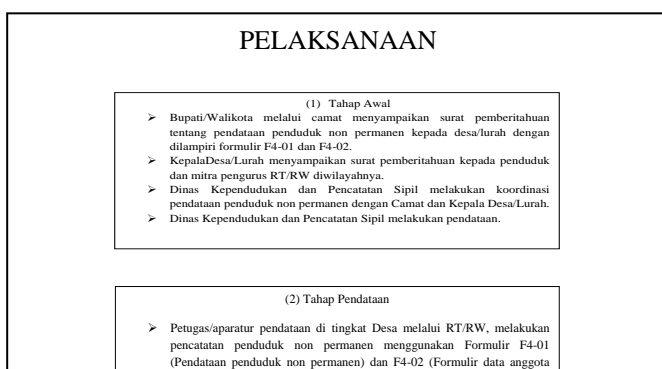 PELAKSANAAN
(1) Tahap Awal
➢ Bupati/Walikota melalui camat menyampaikan surat pemberitahuan
tentang pendataan penduduk non permanen kepada desa/lurah dengan
dilampiri formulir F4-01 dan F4-02.
➢ KepalaDesa/Lurah menyampaikan surat pemberitahuan kepada penduduk
dan mitra pengurus RT/RW diwilayahnya.
➢ Dinas Kependudukan dan Pencatatan Sipil melakukan koordinasi
pendataan penduduk non permanen dengan Camat dan Kepala Desa/Lurah.
➢ Dinas Kependudukan dan Pencatatan Sipil melakukan pendataan.
(2) Tahap Pendataan
➢ Petugas/aparatur pendataan di tingkat Desa melalui RT/RW, melakukan
pencatatan penduduk non permanen menggunakan Formulir F4-01
(Pendataan penduduk non permanen) dan F4-02 (Formulir data anggota